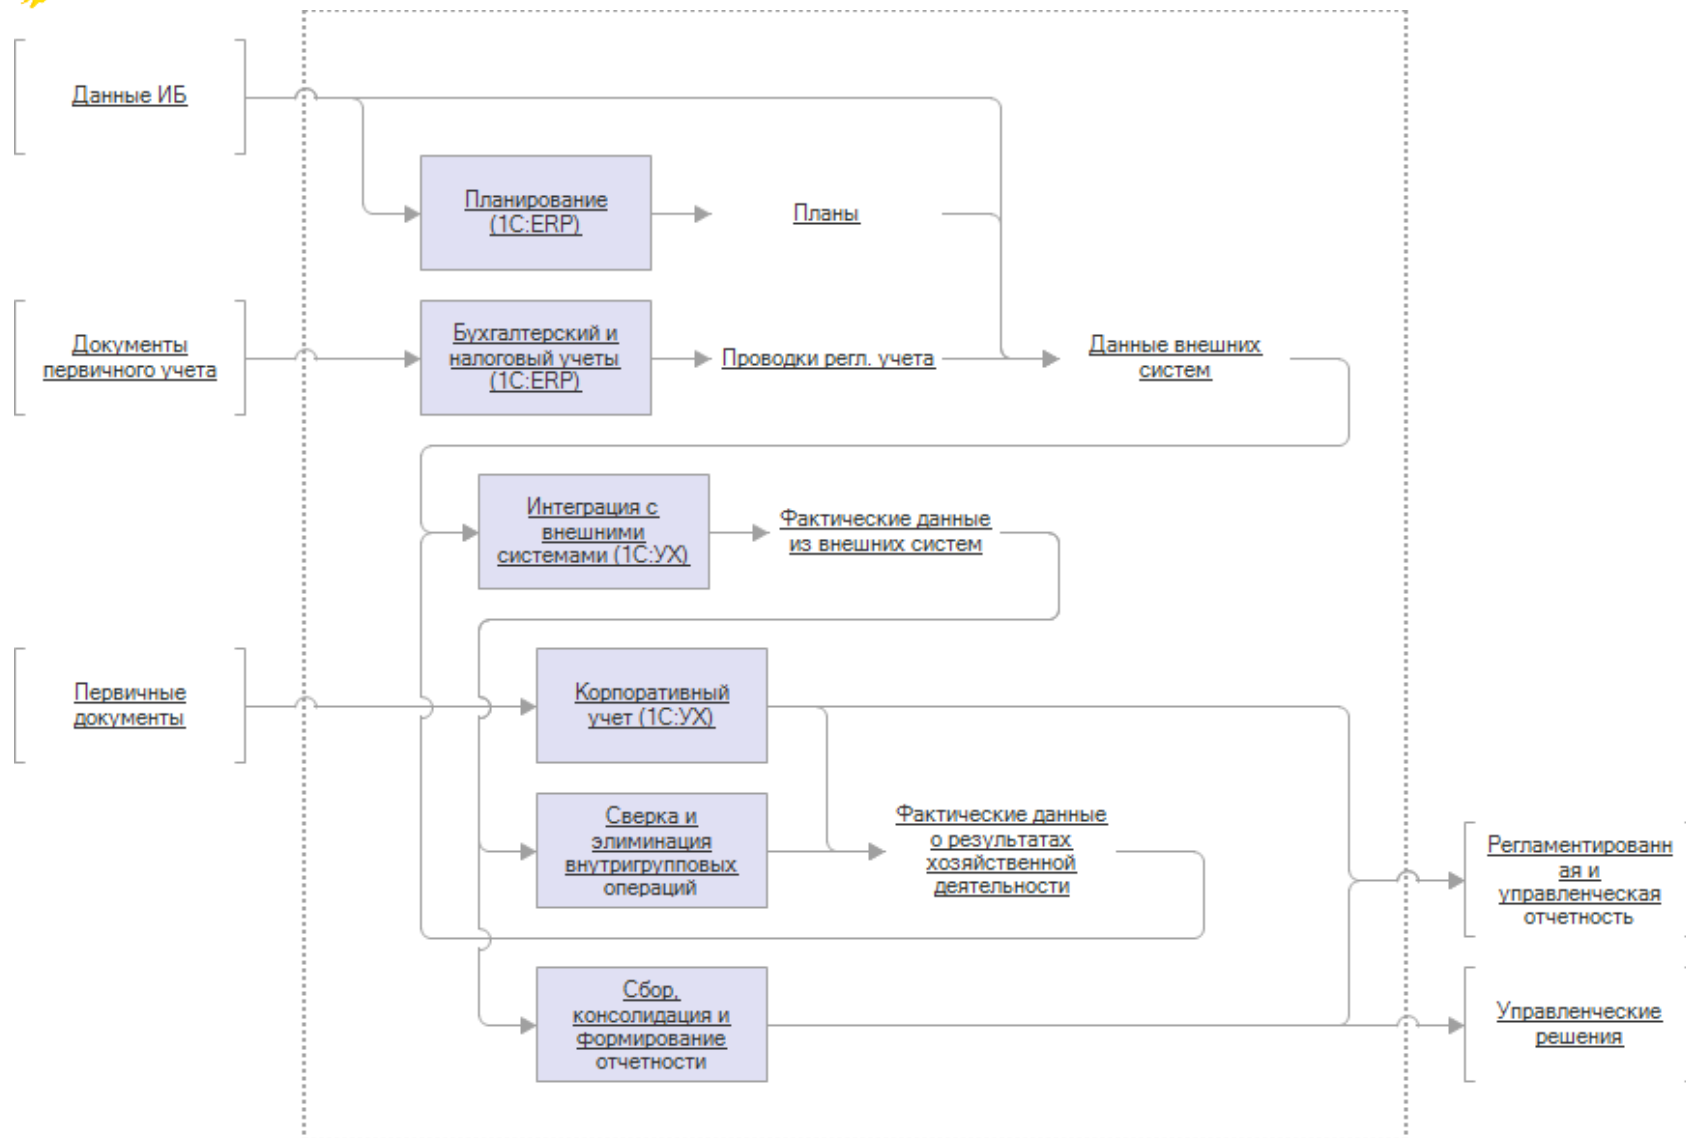 Данные ИБ
Планирование
(1С:ERP)
Планы
Документы
первичного учета
Бухгалтерский и
налоговый учеты
(1С:ERP)
Проводки регл. учета
Данные внешних
систем
Интеграция с
внешними
системами (1С:УХ)
Фактические данные
из внешних систем
Первичные
документы
Корпоративный
учет (1С:УХ)
Сверка и
элиминация
внутригрупповых
операций
Фактические данные
о результатах
хозяйственной
деятельности
Регламентированн
ая и
управленческая
отчетность
Сбор,
консолидация и
формирование
отчетности
Управленческие
решения